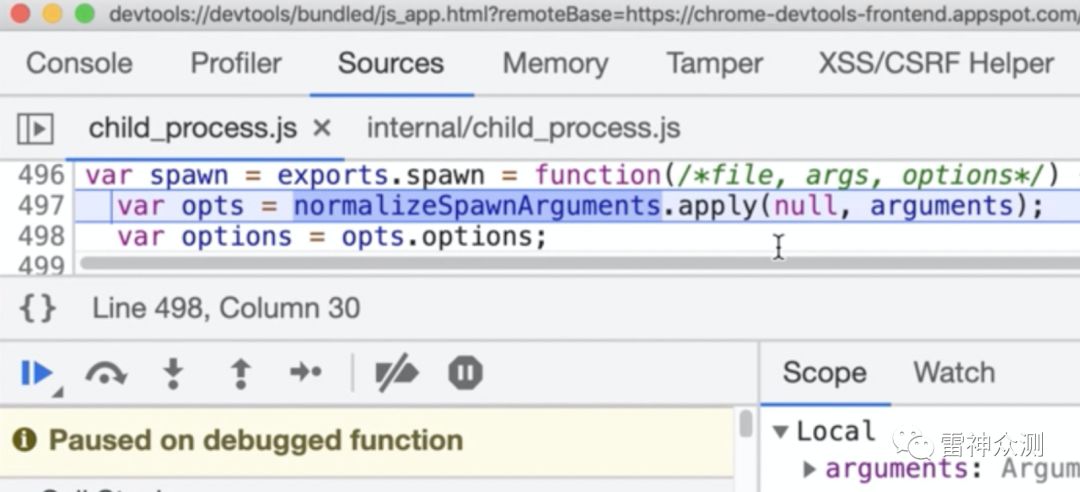 devtools://devtools/bundled/js_app.html?remoteBase=https://chrome-devtools-frontend.appspot.com/
Console Profiler Sources Memory Tamper XSS/CSRF Helper
child_process.js × internal/child_process.js
496 var spawn = exports.spawn = function(/*file, args, options*/)
497 var opts = normalizeSpawnArguments.apply(null, arguments);
498 var options = opts.options;
499
{} Line 498, Column 30
Scope Watch
Paused on debugged function
Local
arguments: Argum
雷神众测